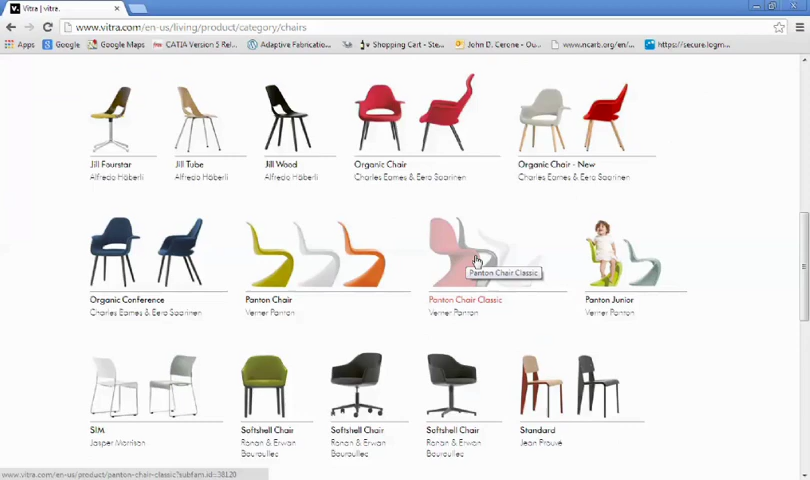 Vitra | vitra.
www.vitra.com/en-us/living/product/category/chairs
Apps Google Google Maps CATIA Version 5 Rel... Adaptive Fabricatio... Shopping Cart - Ste... John D. Cerone - Ou... www.ncarb.org/en/... https://secure.logm...
Jill Fourstar Jill Tube Jill Wood Organic Chair Organic Chair - New
Alfredo Häberli Alfredo Häberli Alfredo Häberli Charles Eames & Eero Saarinen Charles Eames & Eero Saarinen
Panton Chair Classic
Organic Conference Panton Chair Panton Chair Classic Panton Junior
Charles Eames & Eero Saarinen Verner Panton Verner Panton Verner Panton
SIM Softshell Chair Softshell Chair Softshell Chair Standard
Jasper Morrison Ronan & Erwan Ronan & Erwan Ronan & Erwan Jean Prouvé
Bouroullec Bouroullec Bouroullec
www.vitra.com/en-us/product/panton-chair-classic?subfam.id=38120